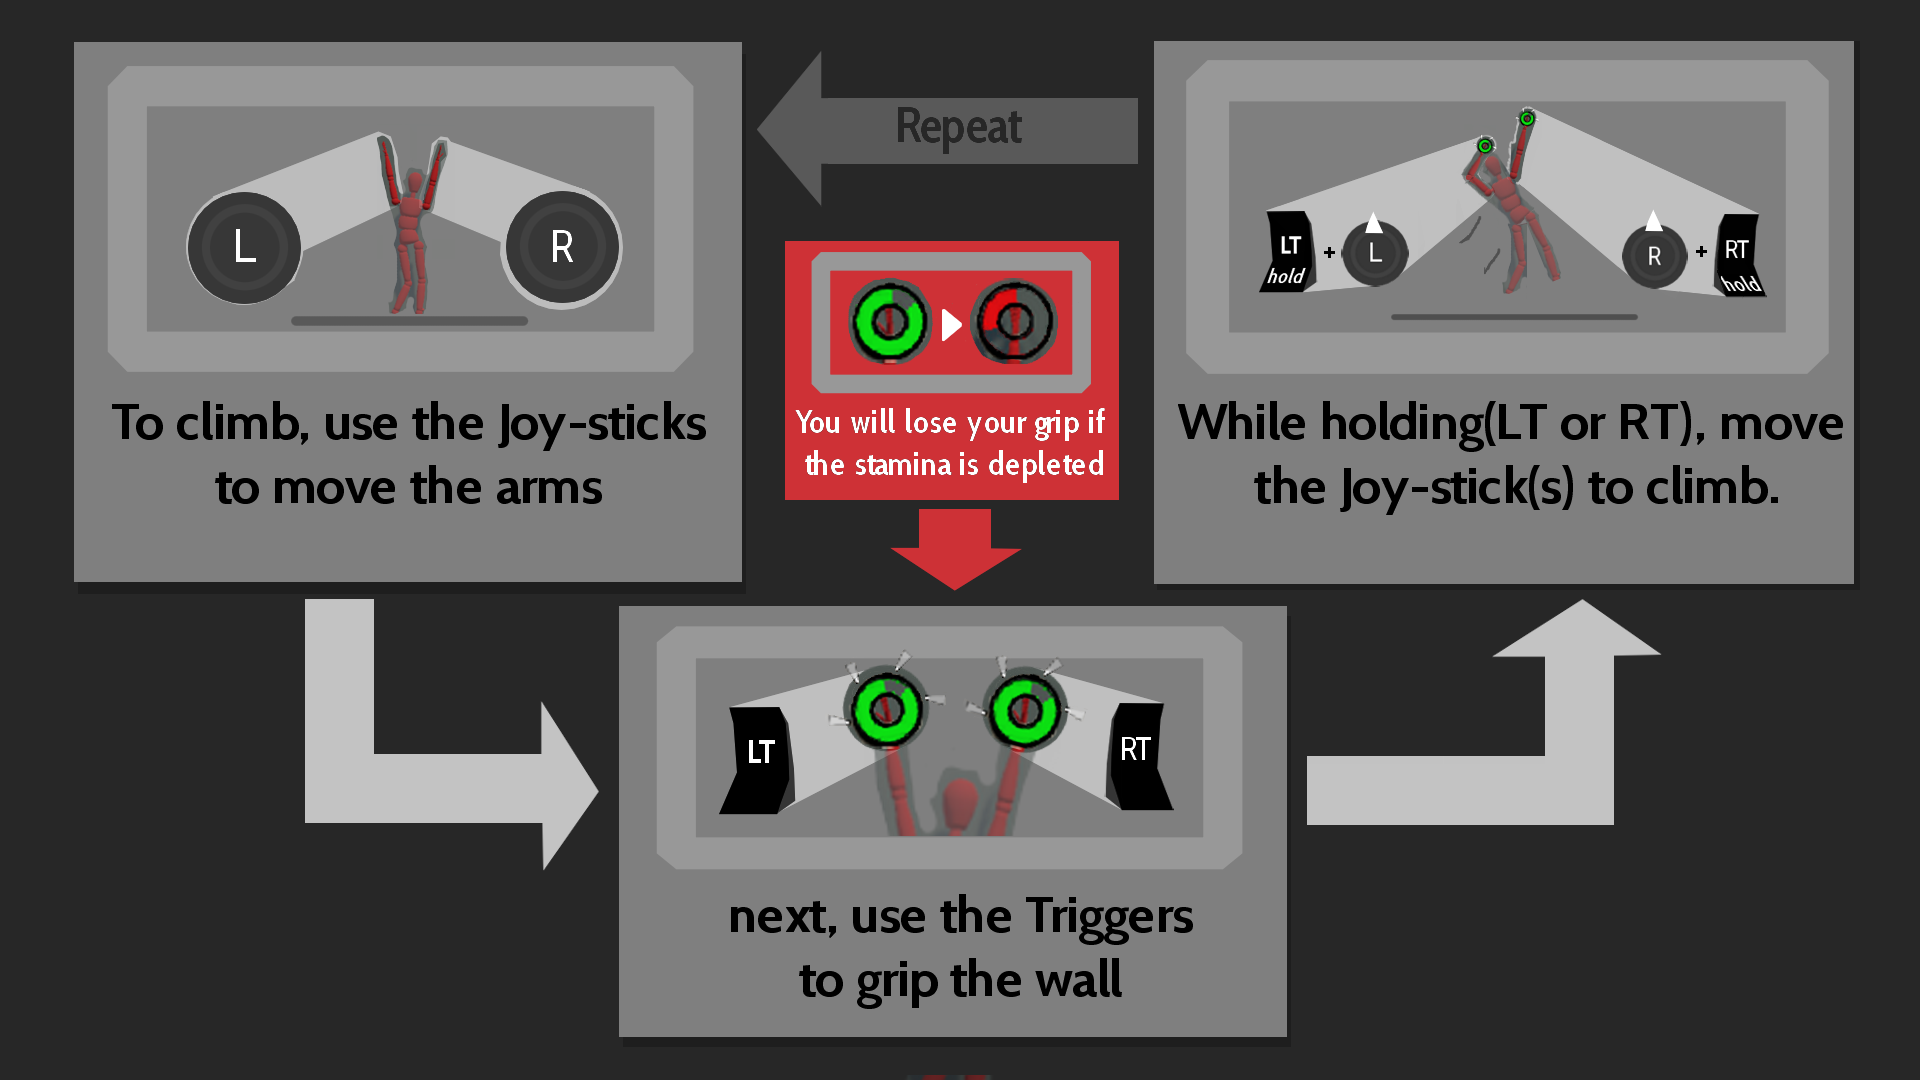 L
R
To climb, use the Joy-sticks
to move the arms
Repeat
You will lose your grip if
the stamina is depleted
LT
hold
+
L
R
+
RT
hold
While holding(LT or RT), move
the Joy-stick(s) to climb.
LT
RT
next, use the Triggers
to grip the wall